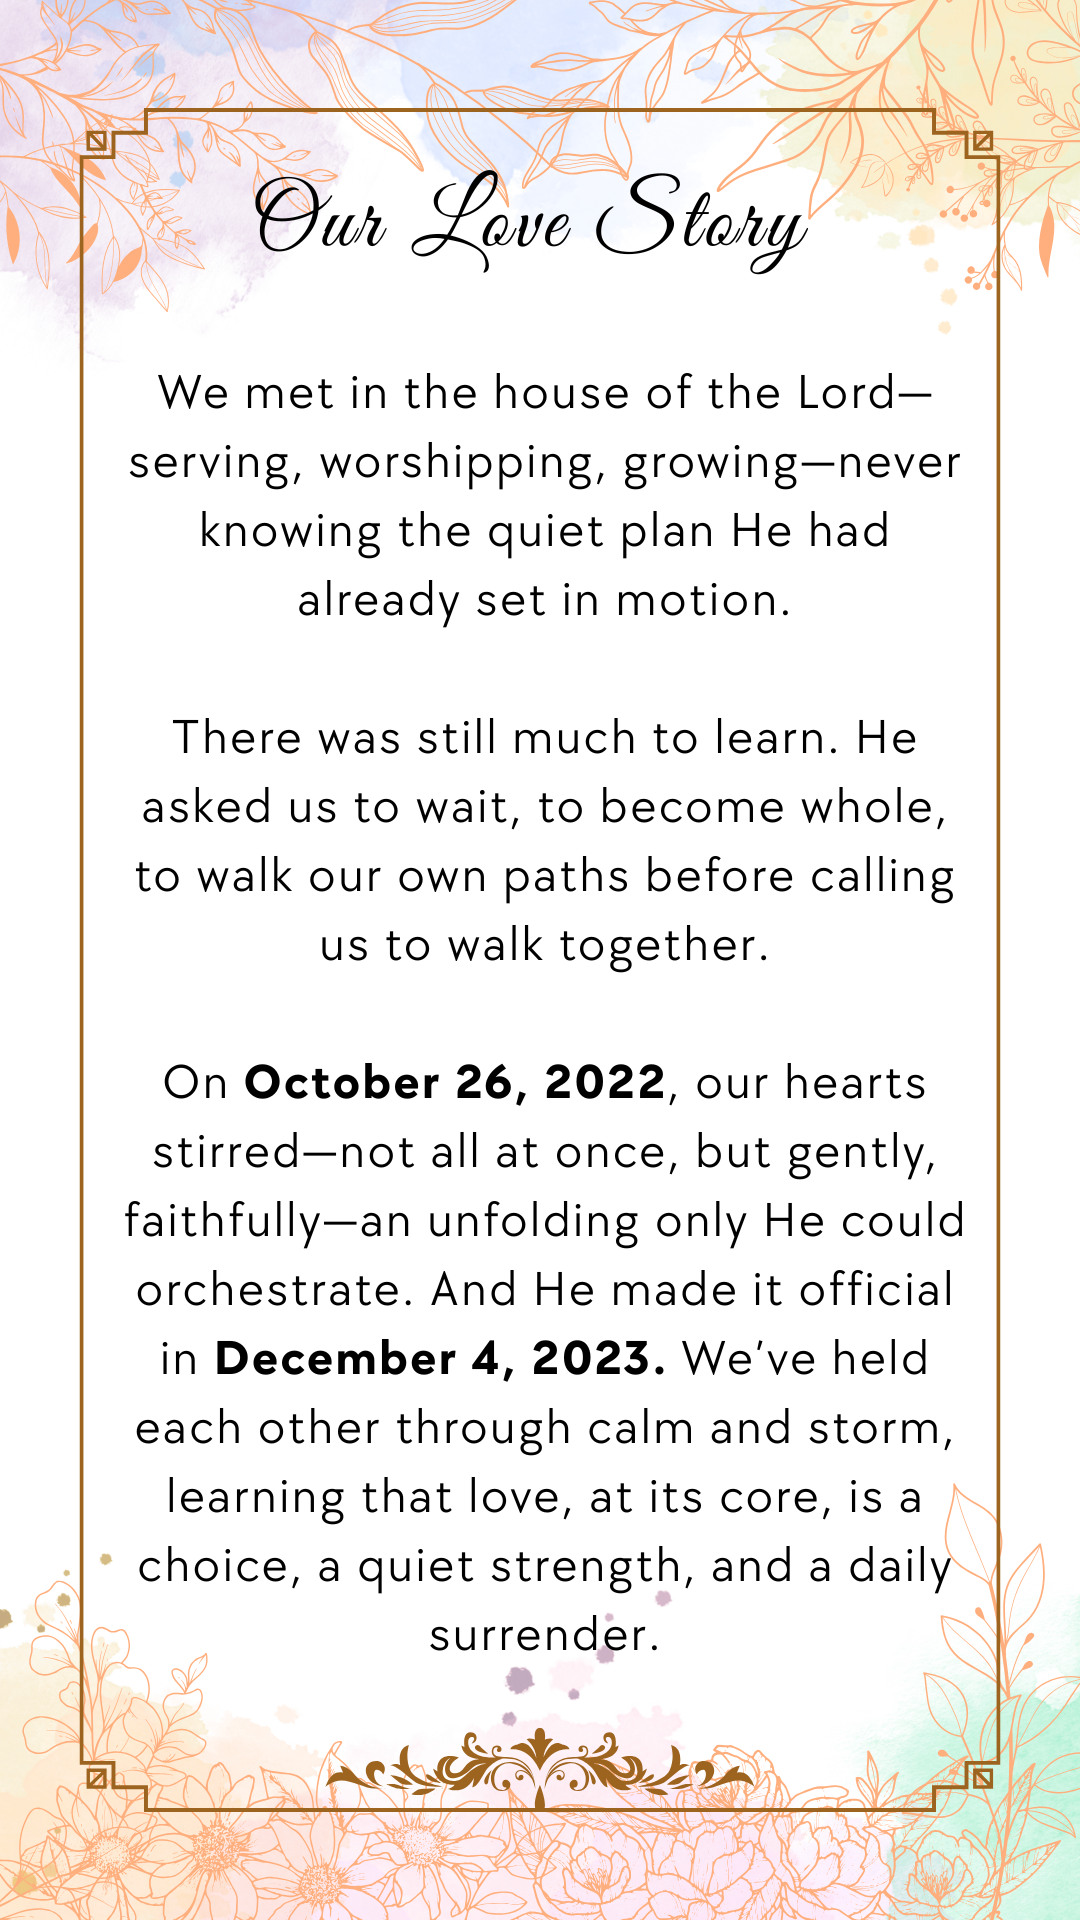 Our Love Story
We met in the house of the Lord—
serving, worshipping, growing—never
knowing the quiet plan He had
already set in motion.
There was still much to learn. He
asked us to wait, to become whole,
to walk our own paths before calling
us to walk together.
On October 26, 2022, our hearts
stirred—not all at once, but gently,
faithfully—an unfolding only He could
orchestrate. And He made it official
in December 4, 2023. We've held
each other through calm and storm,
learning that love, at its core, is a
choice, a quiet strength, and a daily
surrender.